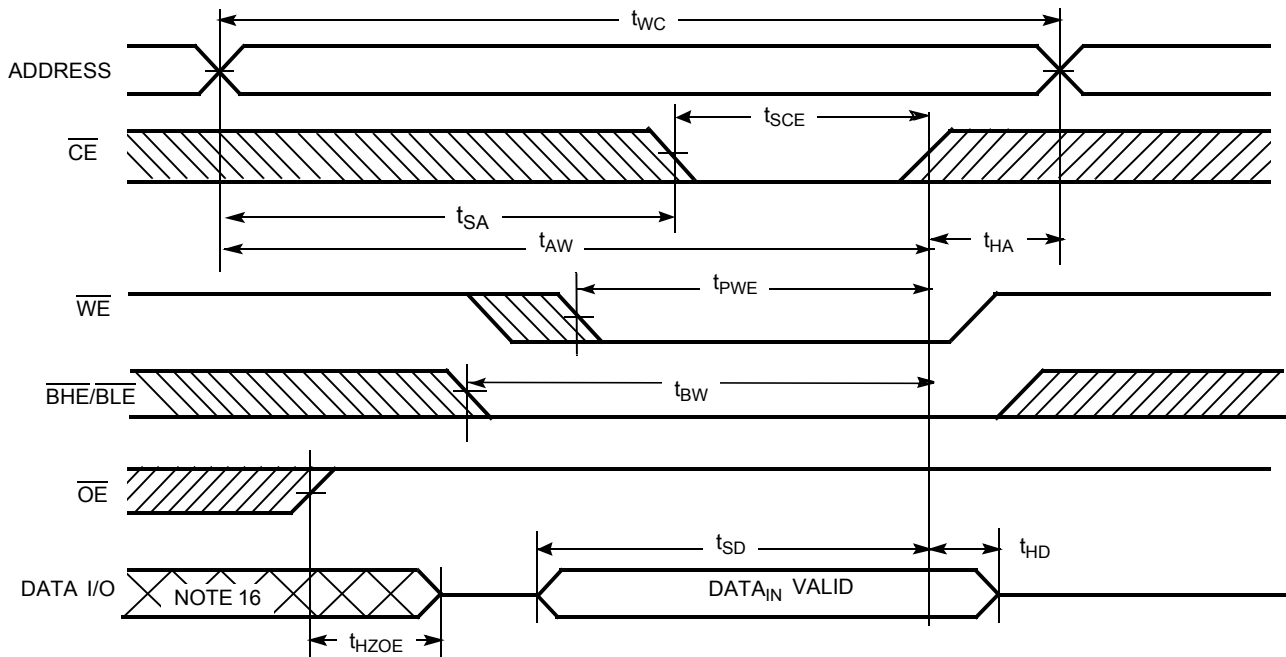 tWC
ADDRESS
tSCE
CE
tSA
tAW
tHA
tPWE
WE
tBW
BHE/BLE
OE
tSD
tHD
DATA I/O
NOTE 16
DATAIN VALID
tHZOE